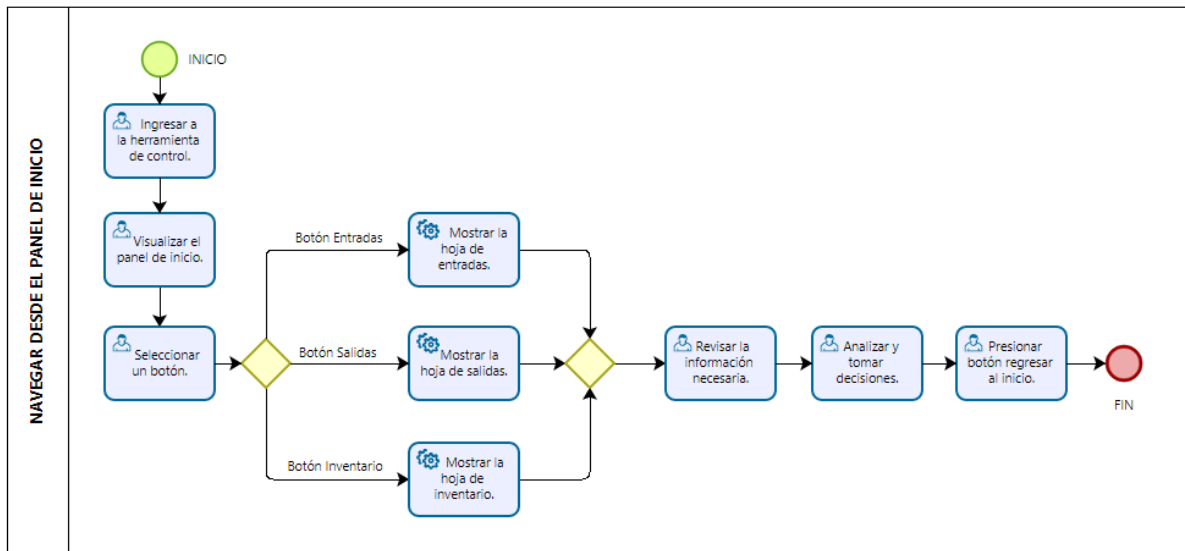 NAVEGAR DESDE EL PANEL DE INICIO
INICIO
Ingresar a
la herramienta
de control.
Visualizar el
panel de inicio.
Seleccionar
un botón.
Botón Entradas
Mostrar la
hoja de
entradas.
Botón Salidas
Mostrar la
hoja de salidas.
Botón Inventario
Mostrar la
hoja de
inventario.
Revisar la
información
necesaria.
Analizar y
tomar
decisiones.
Presionar
botón regresar
al inicio.
FIN